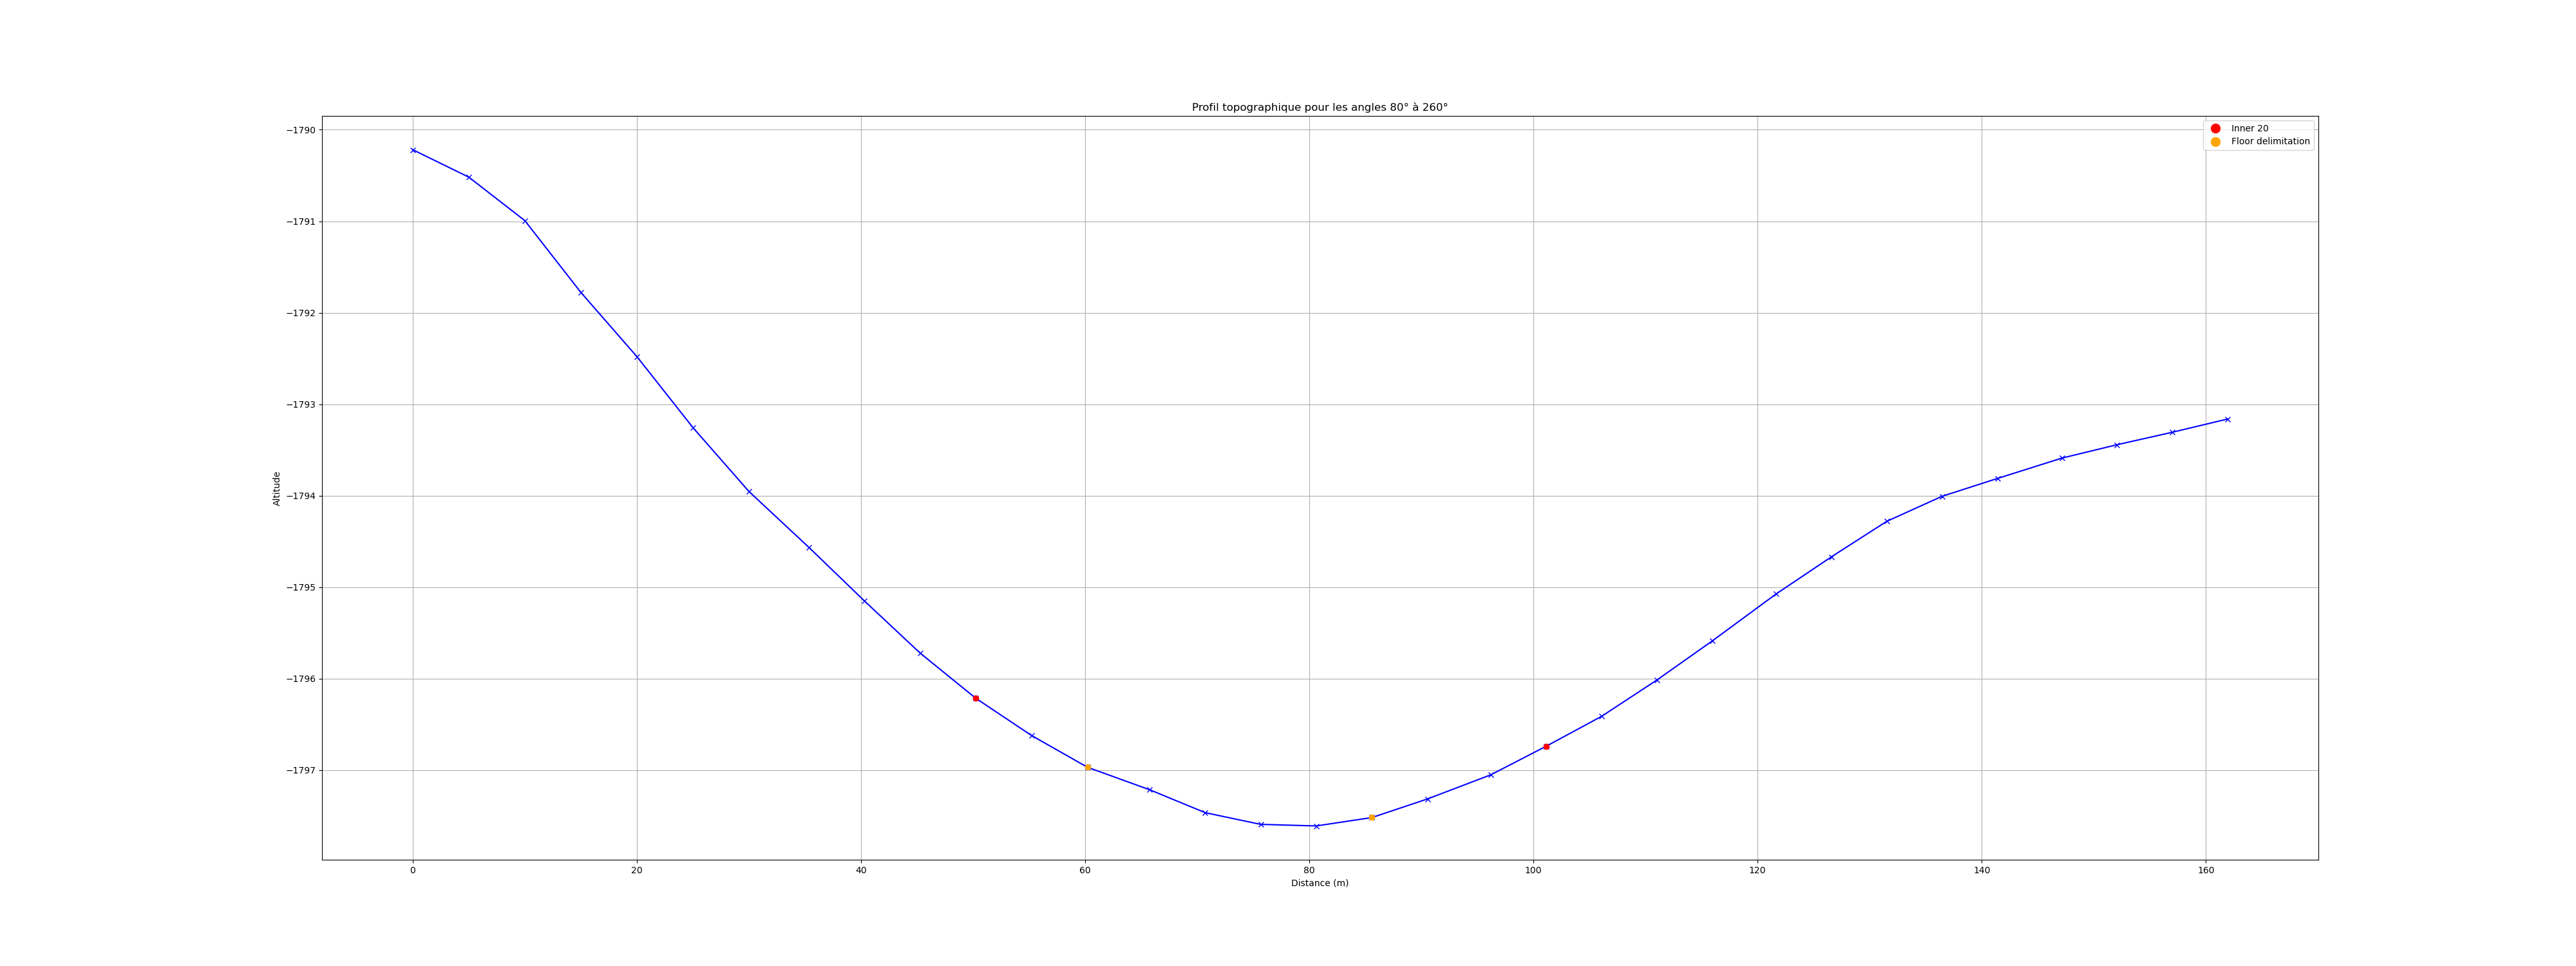 Profil topographique pour les angles 80° à 260°
Inner 20
Floor delimitation
−1790
−1791
−1792
−1793
−1794
−1795
−1796
−1797
Altitude
0 20 40 60 80 100 120 140 160
Distance (m)